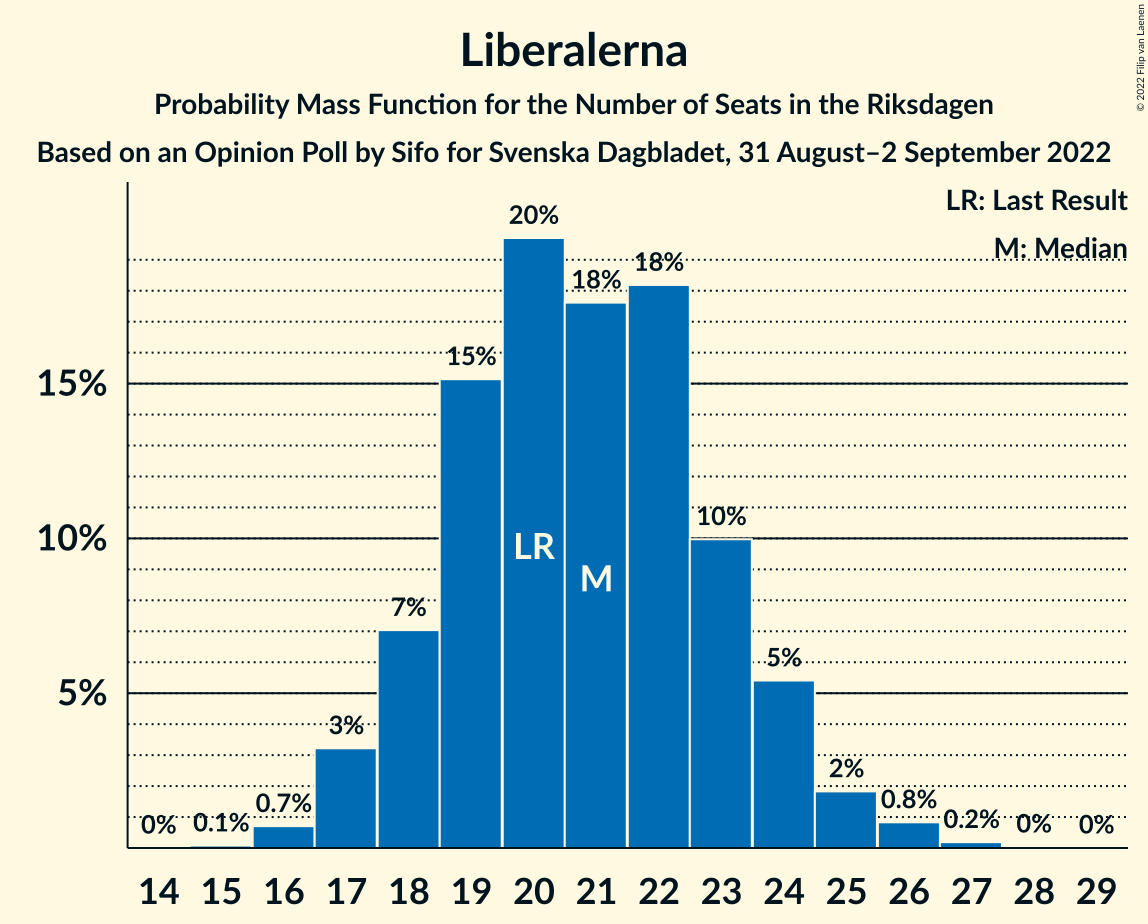 Liberalerna
Probability Mass Function for the Number of Seats in the Riksdagen
Based on an Opinion Poll by Sifo for Svenska Dagbladet, 31 August–2 September 2022
© 2022 Filip van Laenen
LR: Last Result
M: Median
15%
10%
5%
0%
0.1%
0.7%
3%
7%
15%
20%
18%
18%
10%
5%
2%
0.8%
0.2%
0%
0%
LR
M
14 15 16 17 18 19 20 21 22 23 24 25 26 27 28 29